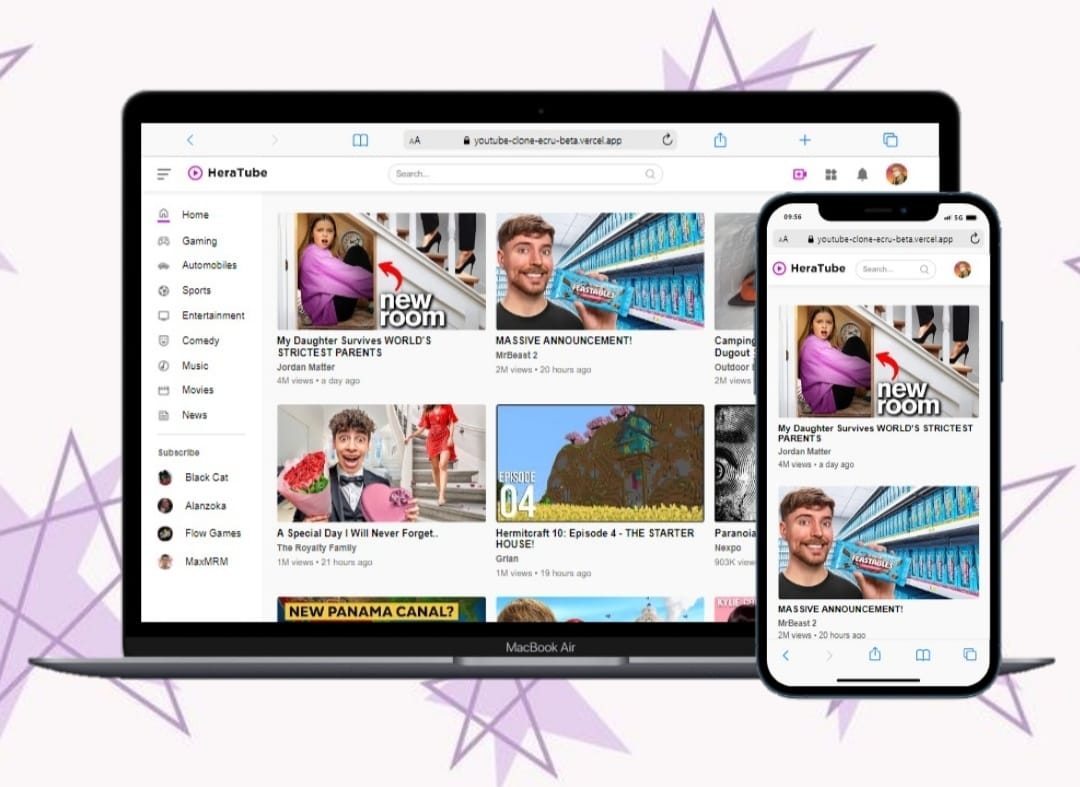 AA youtube-clone-ecru-beta.vercel.app
HeraTube
Search...
Home
Gaming
Automobiles
Sports
Entertainment
Comedy
Music
Movies
News
Subscribe
Black Cat
Alanzoka
Flow Games
MaxMRM
new
room
My Daughter Survives WORLD'S
STRICTEST PARENTS
Jordan Matter
4M views • a day ago
FEASTABLES
MASSIVE ANNOUNCEMENT!
MrBeast 2
2M views • 20 hours ago
Camping
Dugout S
Outdoor
2M views
A Special Day I Will Never Forget..
The Royalty Family
1M views • 21 hours ago
EPISODE
04
Hermitcraft 10: Episode 4 - THE STARTER
HOUSE!
Grian
1M views • 19 hours ago
Paranoia
Nexpo
903K view
NEW PANAMA CANAL?
KYLIE
MacBook Air
09:56
5G
AA youtube-clone-ecru-beta.vercel.app
HeraTube
Search...
new
room
My Daughter Survives WORLD'S STRICTEST
PARENTS
Jordan Matter
4M views • a day ago
FEASTABLES
MASSIVE ANNOUNCEMENT!
MrBeast 2
2M views • 20 hours ago